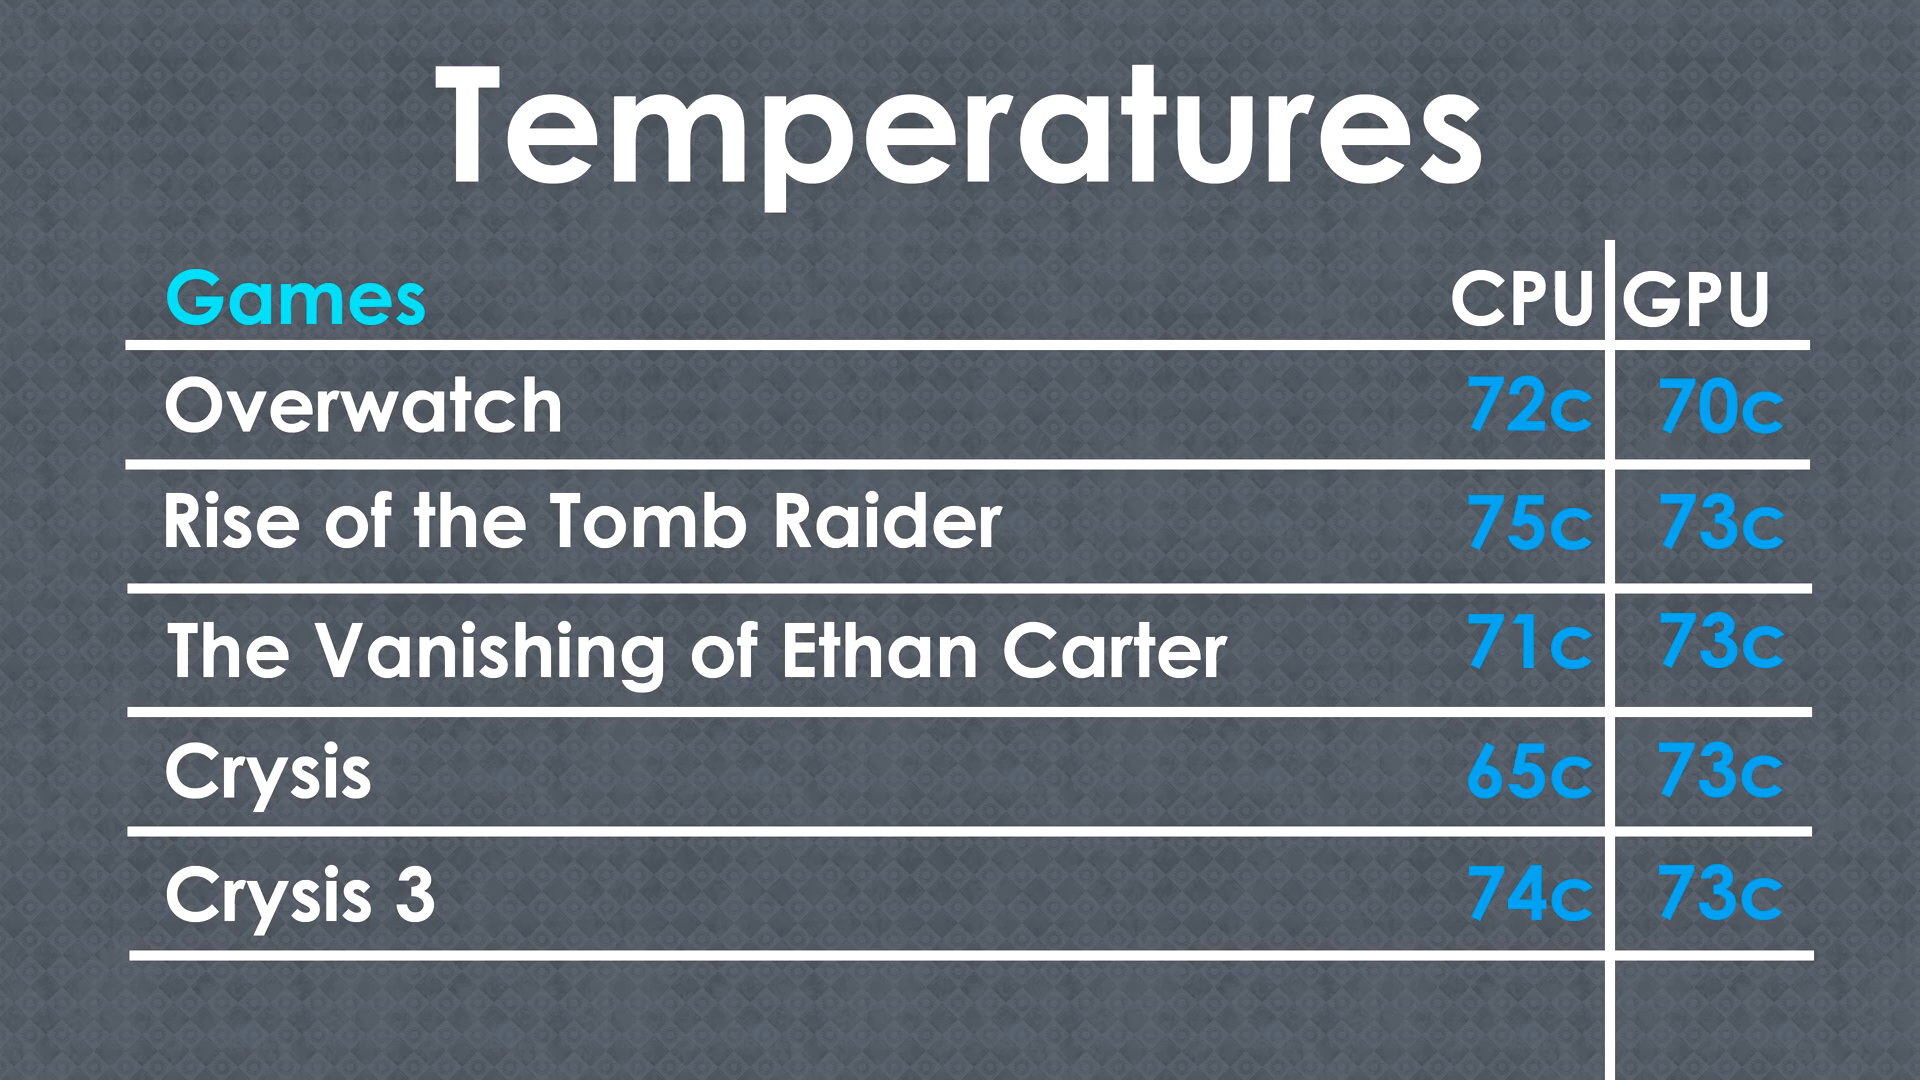 Temperatures
Games CPU GPU
Overwatch 72c 70c
Rise of the Tomb Raider 75c 73c
The Vanishing of Ethan Carter 71c 73c
Crysis 65c 73c
Crysis 3 74c 73c